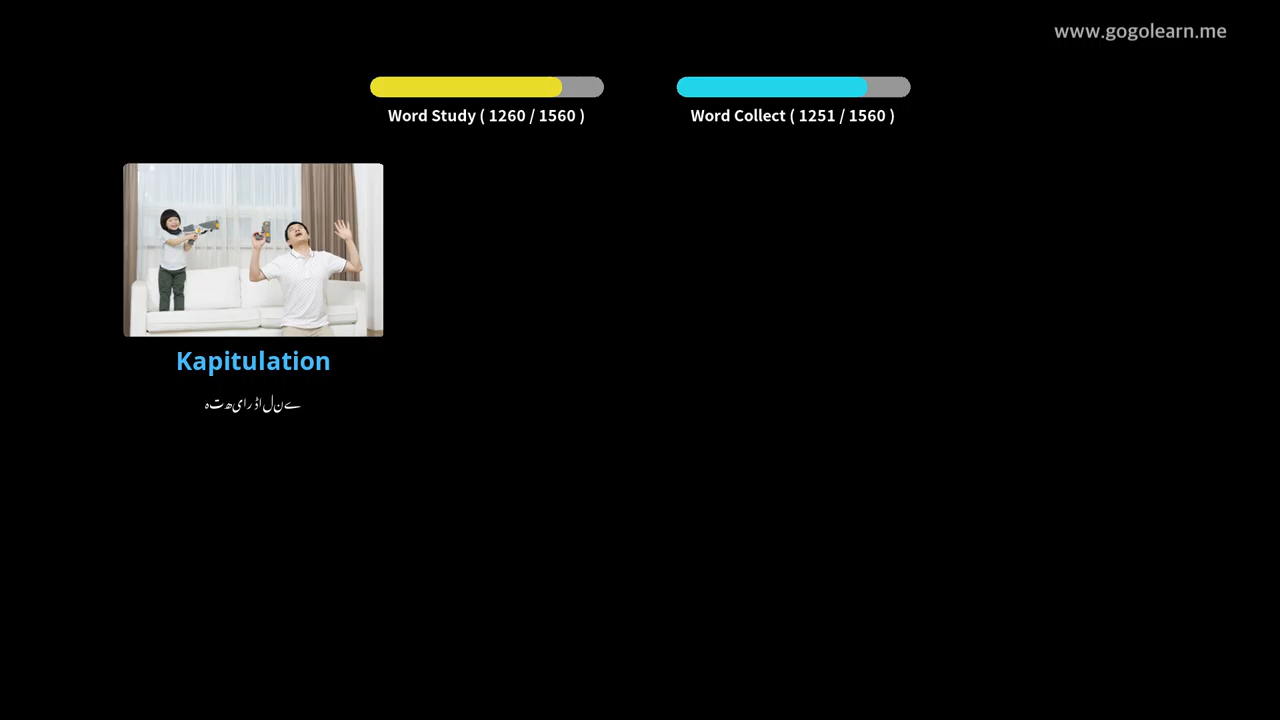 www.gogolearn.me
Word Study ( 1260 / 1560 )
Word Collect ( 1251 / 1560 )
Kapitulation
ہتھیار ڈالنے